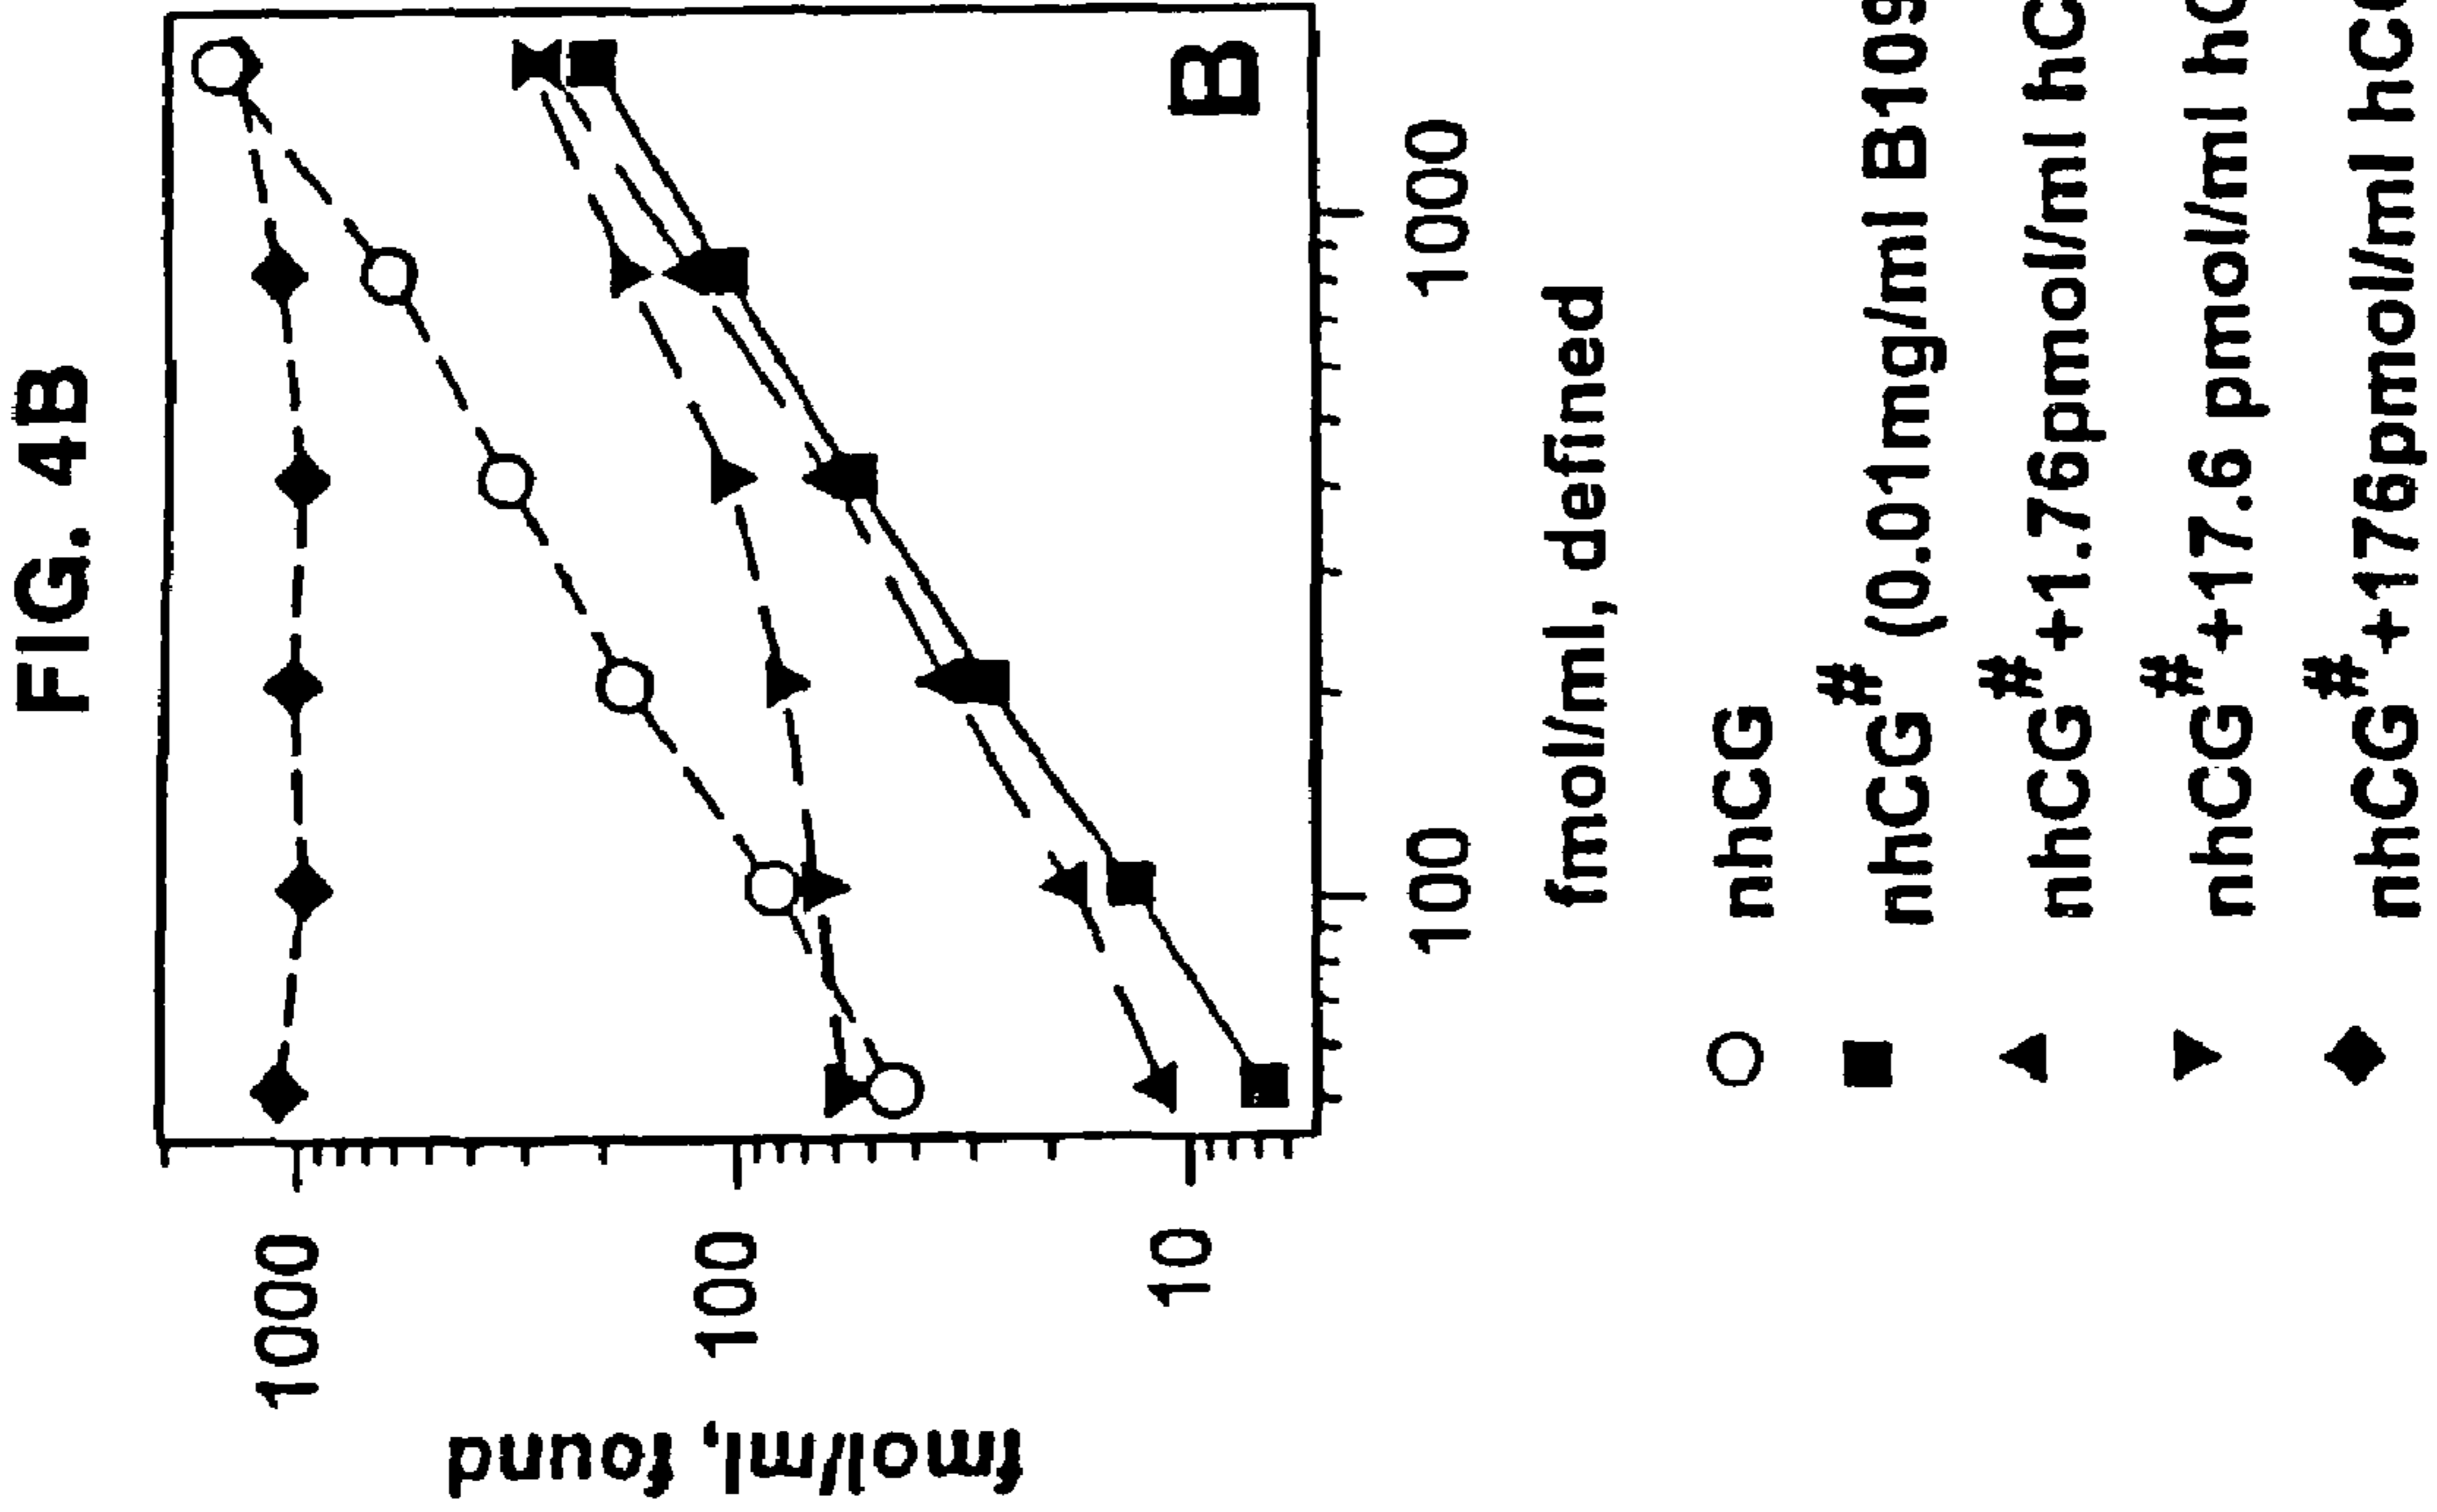 FIG. 4B
1000
100
10
fmol/ml, found
B
100
1000
fmol/ml, defined
nhCG
nhCG# (0.01mg/ml B109
nhCG#+1.76pmol/ml hC
nhCG#+17.6 pmol/ml hC
nhCG#+176pmol/ml hC